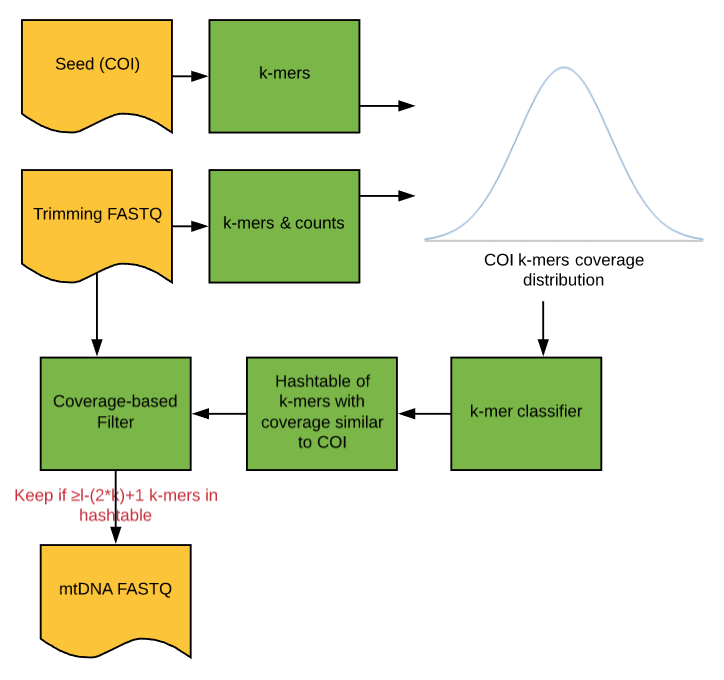 Seed (COI)
k-mers
Trimming FASTQ
k-mers & counts
COI k-mers coverage
distribution
Coverage-based
Filter
Hashtable of
k-mers with
coverage similar
to COI
k-mer classifier
Keep if ≥l-(2*k)+1 k-mers in
hashtable
mtDNA FASTQ